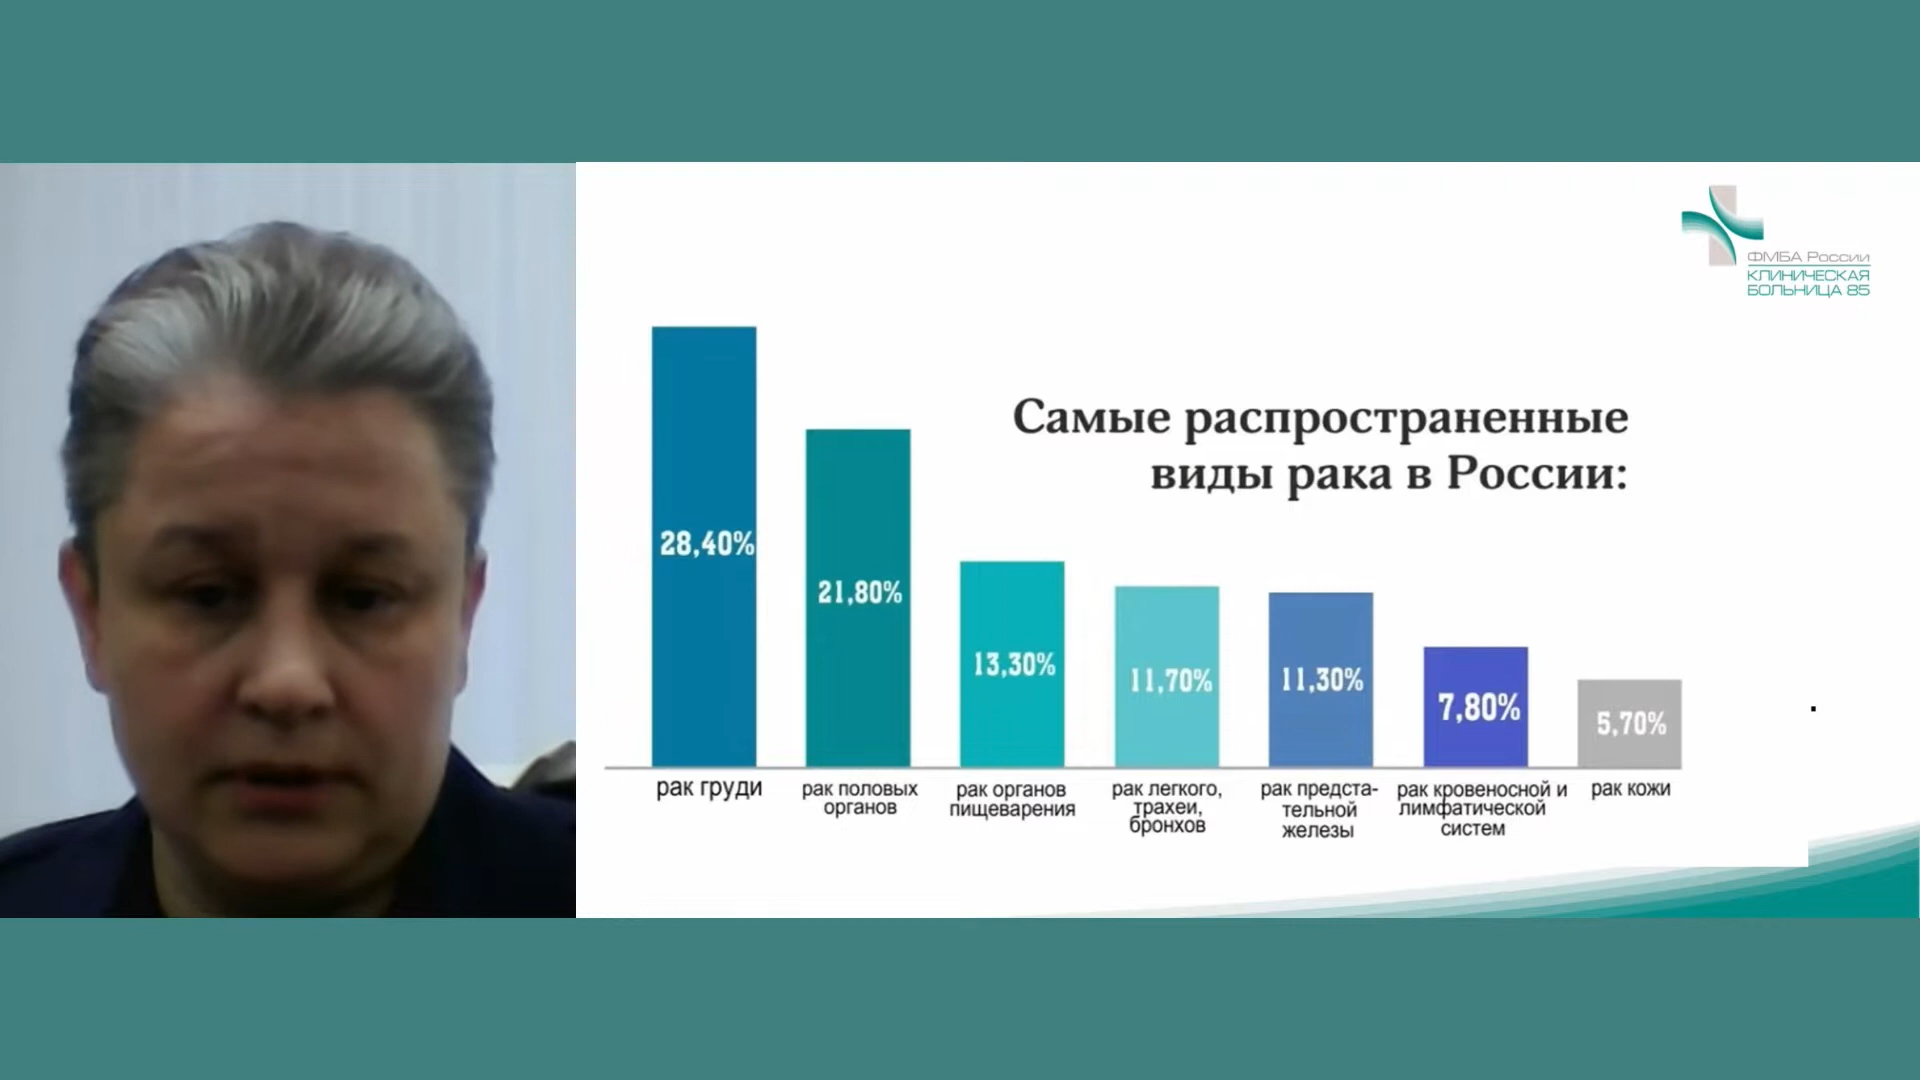 ФМБА России
КЛИНИЧЕСКАЯ
БОЛЬНИЦА 85
Самые распространенные
виды рака в России:
28,40%
21,80%
13,30%
11,70%
11,30%
7,80%
5,70%
рак груди
рак половых
органов
рак органов
пищеварения
рак легкого,
трахеи,
бронхов
рак предста-
тельной
железы
рак кровеносной и
лимфатической
систем
рак кожи